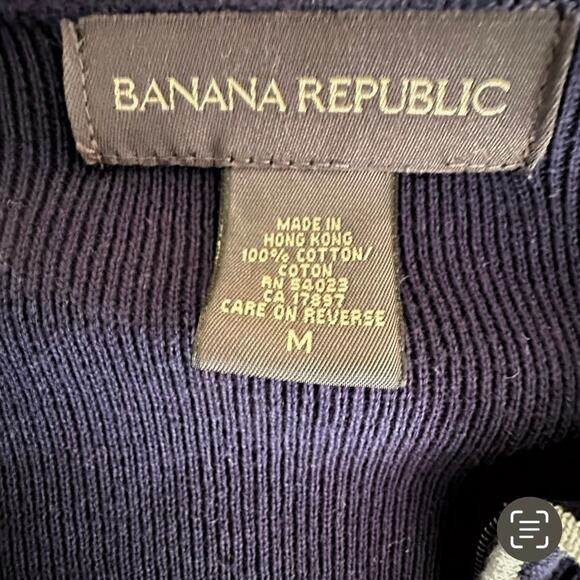 BANANA REPUBLIC
MADE IN
HONG KONG
100% COTTON/
COTON
RN 54023
CA 17897
CARE ON REVERSE
M